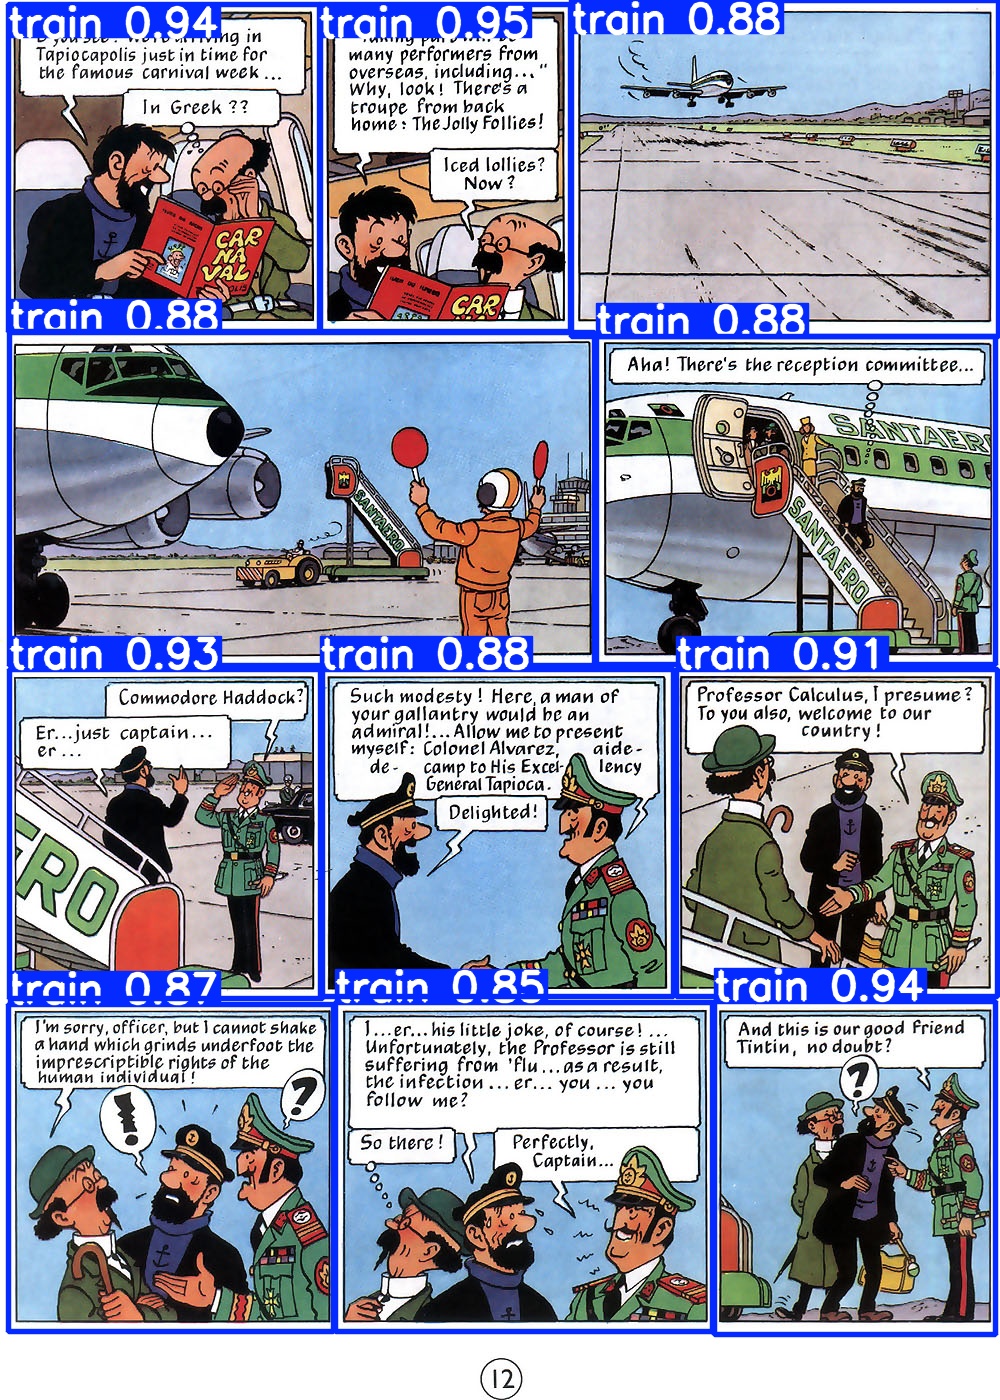 train 0.94
train 0.95
train 0.88
arriving in
Tapiocapolis just in time for
the famous carnival week...
In Greek ??
CAR
NA
VAL
many performers from
overseas, including..."
Why, look! There's a
troupe from back
home: The Jolly Follies!
Iced lollies?
Now?
CAR
train 0.88
train 0.88
SANTAERO
Aha! There's the reception committee...
SANTAERO
SANTAERO
train 0.93
train 0.88
train 0.91
Commodore Haddock?
Er...just captain...
er...
ERO
Such modesty! Here, a man of
your gallantry would be an
admiral!... Allow me to present
myself: Colonel Alvarez, aide-
de- camp to His Excel- lency
General Tapioca.
Delighted!
Professor Calculus, I presume?
To you also, welcome to our
country!
train 0.87
train 0.85
train 0.94
I'm sorry, officer, but I cannot shake
a hand which grinds underfoot the
imprescriptible rights of the
human individual!
!
?
I...er...his little joke, of course!...
Unfortunately, the Professor is still
suffering from 'flu...as a result,
the infection...er... you... you
follow me?
So there!
Perfectly,
Captain...
And this is our good friend
Tintin, no doubt?
?
12